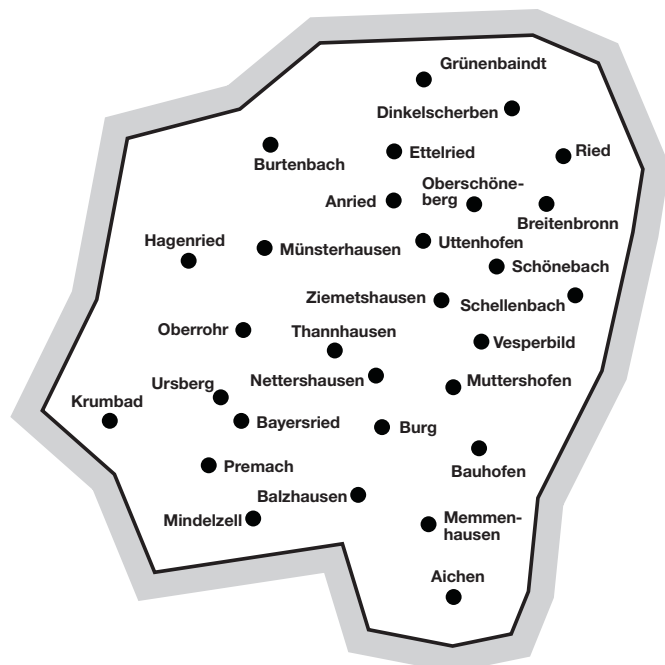 Grünenbaindt
Dinkelscherben
Ettelried
Ried
Burtenbach
Oberschöne-
berg
Anried
Breitenbronn
Hagenried
Münsterhausen
Uttenhofen
Schönebach
Ziemetshausen
Schellenbach
Oberrohr
Thannhausen
Vesperbild
Ursberg
Nettershausen
Muttershofen
Krumbad
Bayersried
Burg
Premach
Bauhofen
Balzhausen
Mindelzell
Memmen-
hausen
Aichen